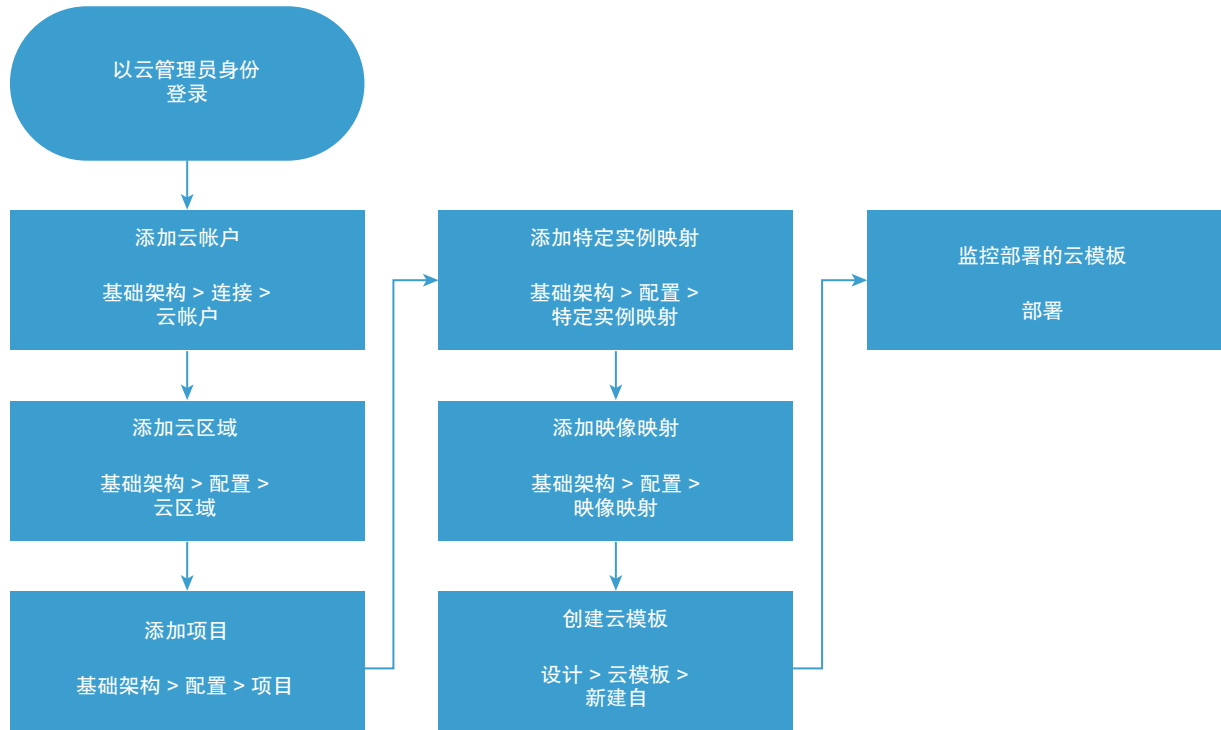 以云管理员身份
登录
添加云帐户
基础架构 > 连接 >
云帐户
添加云区域
基础架构 > 配置 >
云区域
添加项目
基础架构 > 配置 > 项目
添加特定实例映射
基础架构 > 配置 >
特定实例映射
添加映像映射
基础架构 > 配置 >
映像映射
创建云模板
设计 > 云模板 >
新建自
监控部署的云模板
部署